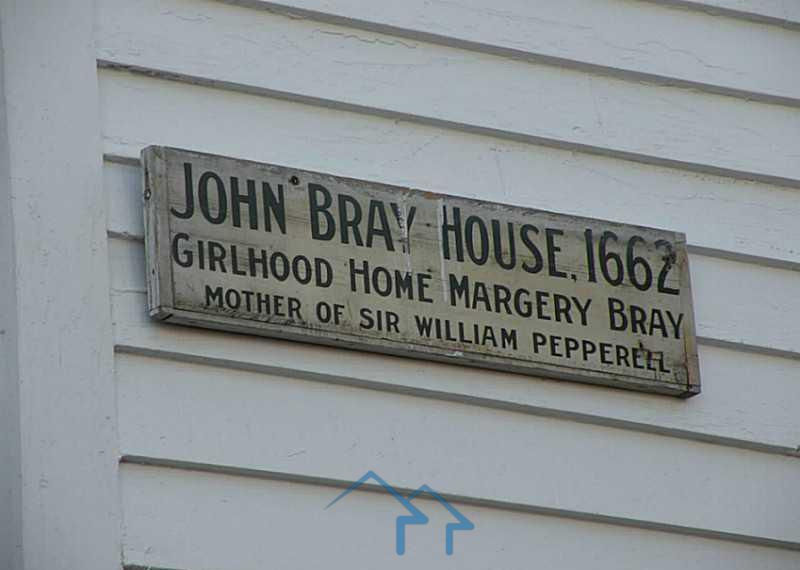 JOHN BRAY HOUSE, 1662
GIRLHOOD HOME MARGERY BRAY
MOTHER OF SIR WILLIAM PEPPERELL